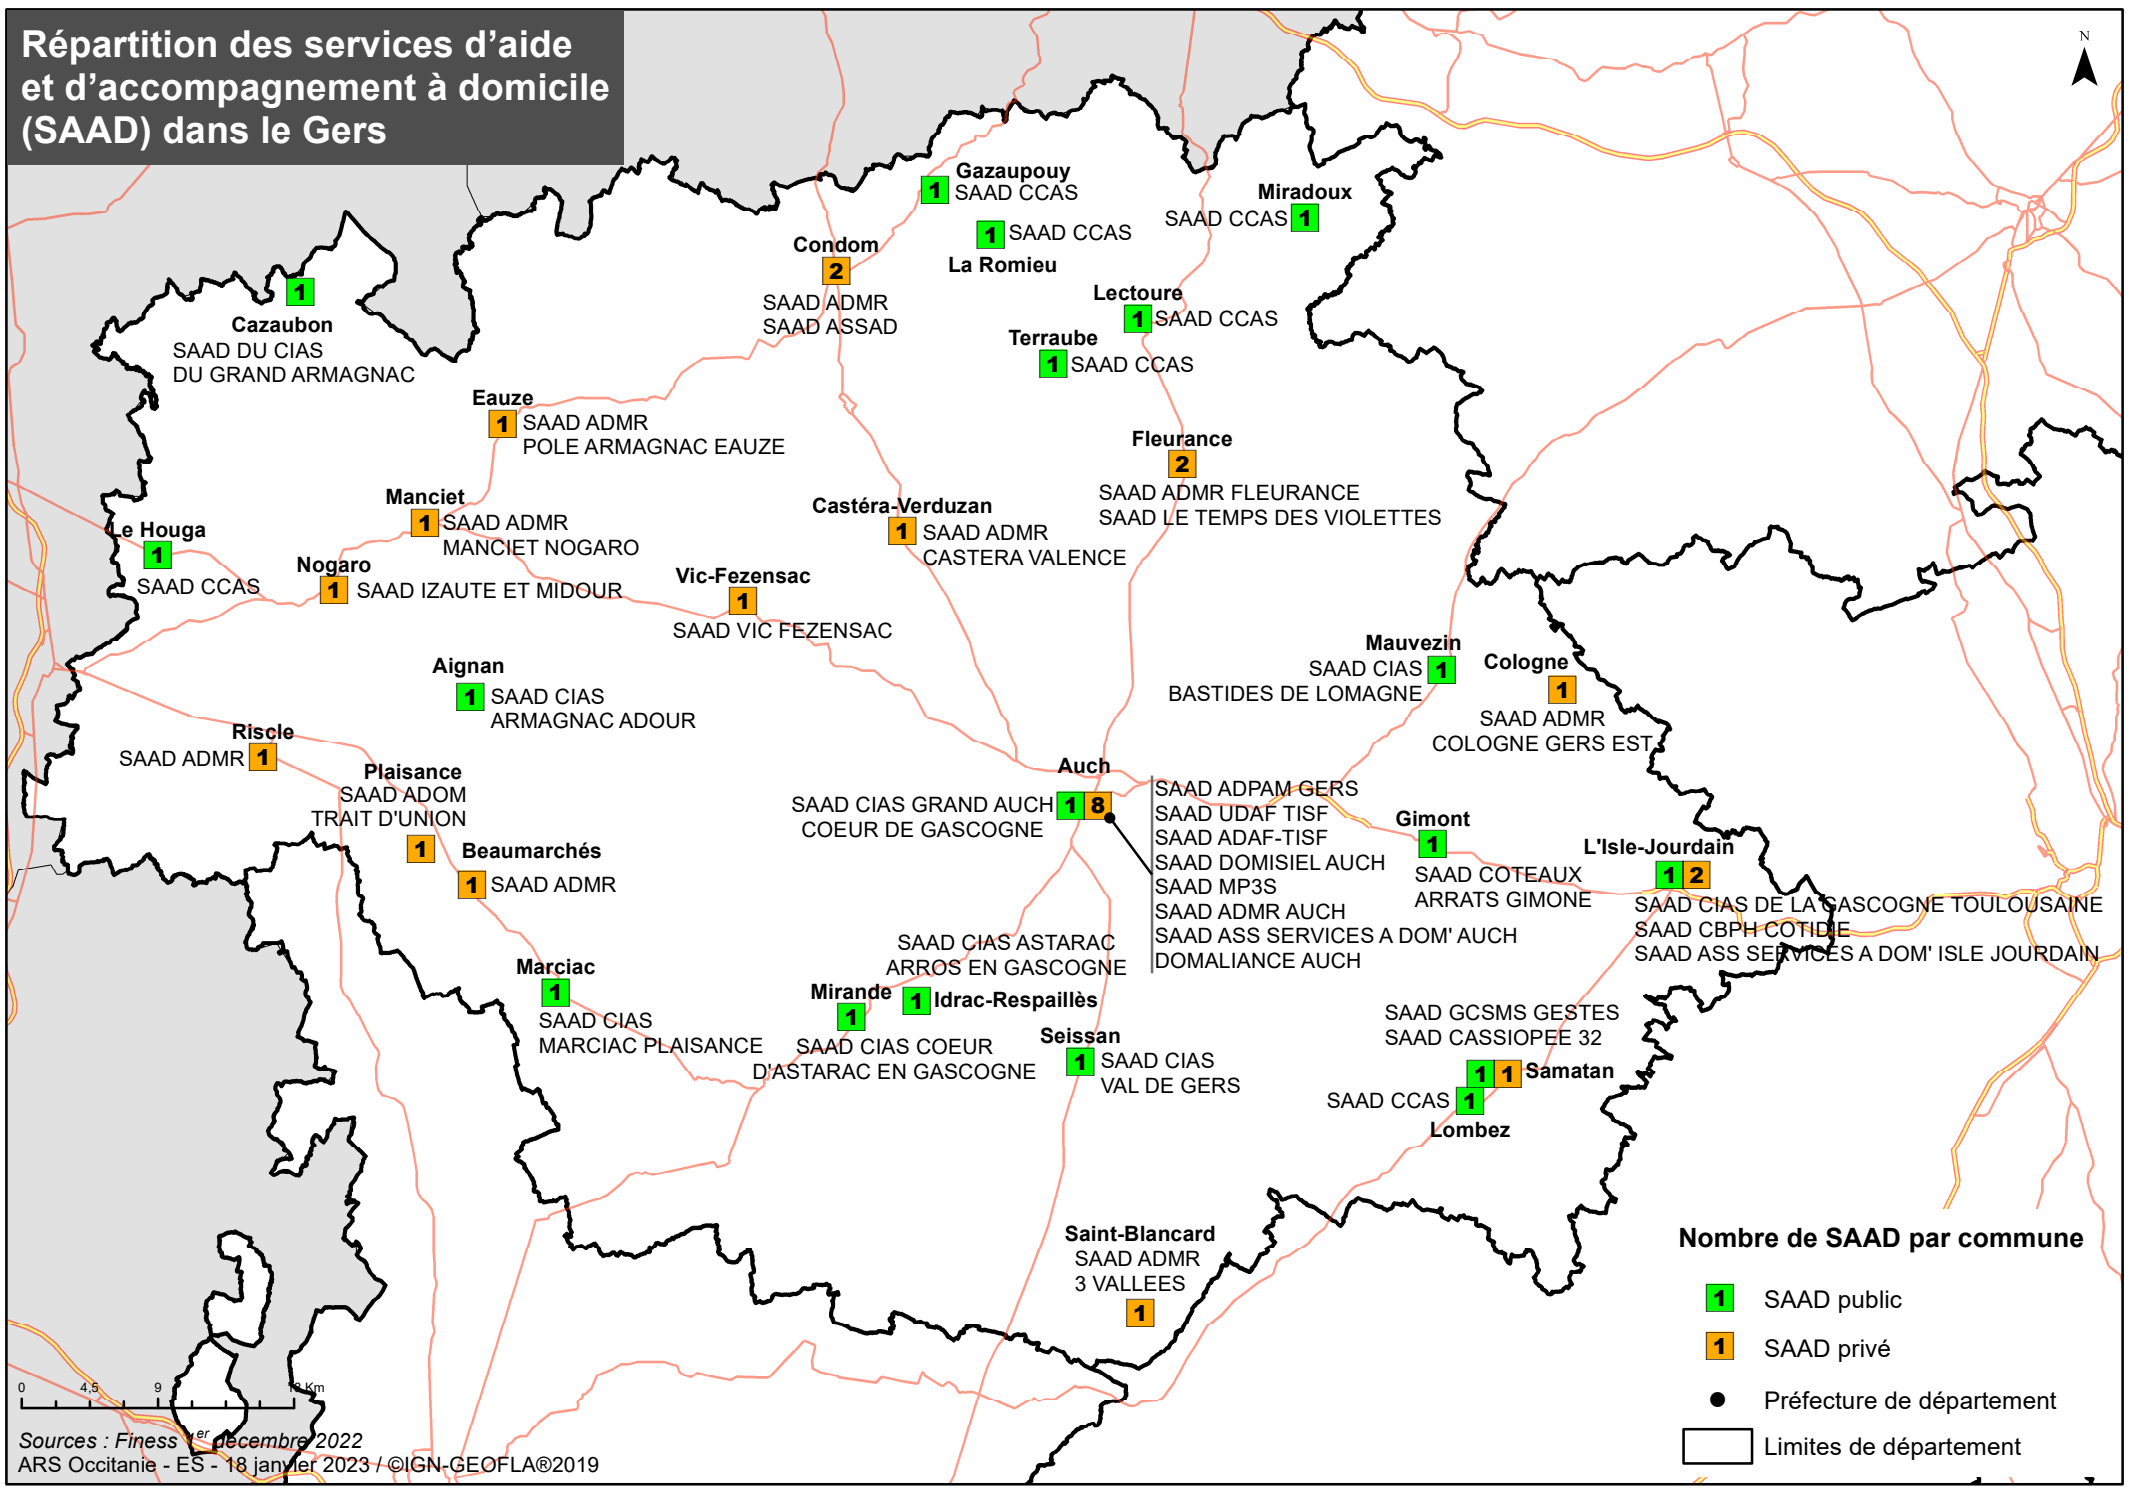 Répartition des services d’aide
et d’accompagnement à domicile
(SAAD) dans le Gers
N
Gazaupouy
1 SAAD CCAS
Miradoux
SAAD CCAS 1
1 SAAD CCAS
La Romieu
Condom
2
SAAD ADMR
SAAD ASSAD
1
Cazaubon
SAAD DU CIAS
DU GRAND ARMAGNAC
Lectoure
1 SAAD CCAS
Terraube
1 SAAD CCAS
Eauze
1 SAAD ADMR
POLE ARMAGNAC EAUZE
Fleurance
2
SAAD ADMR FLEURANCE
SAAD LE TEMPS DES VIOLETTES
Manciet
1 SAAD ADMR
MANCIET NOGARO
Castéra-Verduzan
1 SAAD ADMR
CASTERA VALENCE
Le Houga
1
SAAD CCAS
Nogaro
1 SAAD IZAUTE ET MIDOUR
Vic-Fezensac
1
SAAD VIC FEZENSAC
Mauvezin
SAAD CIAS 1
BASTIDES DE LOMAGNE
Cologne
1
SAAD ADMR
COLOGNE GERS EST
Aignan
1 SAAD CIAS
ARMAGNAC ADOUR
Riscle
SAAD ADMR 1
Plaisance
SAAD ADOM
TRAIT D'UNION
1
Beaumarchés
1 SAAD ADMR
Auch
SAAD CIAS GRAND AUCH 1 8
COEUR DE GASCOGNE
SAAD ADPAM GERS
SAAD UDAF TISF
SAAD ADAF-TISF
SAAD DOMISIEL AUCH
SAAD MP3S
SAAD ADMR AUCH
SAAD ASS SERVICES A DOM' AUCH
DOMALIANCE AUCH
Gimont
1
SAAD COTEAUX
ARRATS GIMONE
L'Isle-Jourdain
1 2
SAAD CIAS DE LA GASCOGNE TOULOUSAINE
SAAD CBPH COTIDIE
SAAD ASS SERVICES A DOM' ISLE JOURDAIN
Marciac
1
SAAD CIAS
MARCIAC PLAISANCE
SAAD CIAS ASTARAC
ARROS EN GASCOGNE
1 Idrac-Respaillès
Mirande
1
SAAD CIAS COEUR
D'ASTARAC EN GASCOGNE
Seissan
1 SAAD CIAS
VAL DE GERS
SAAD GCSMS GESTES
SAAD CASSIOPEE 32
1 1 Samatan
SAAD CCAS 1
Lombez
Saint-Blancard
SAAD ADMR
3 VALLEES
1
Nombre de SAAD par commune
1 SAAD public
1 SAAD privé
Préfecture de département
Limites de département
0 4,5 9 18 Km
Sources : Finess 1er décembre 2022
ARS Occitanie - ES - 18 janvier 2023 / ©IGN-GEOFLA®2019